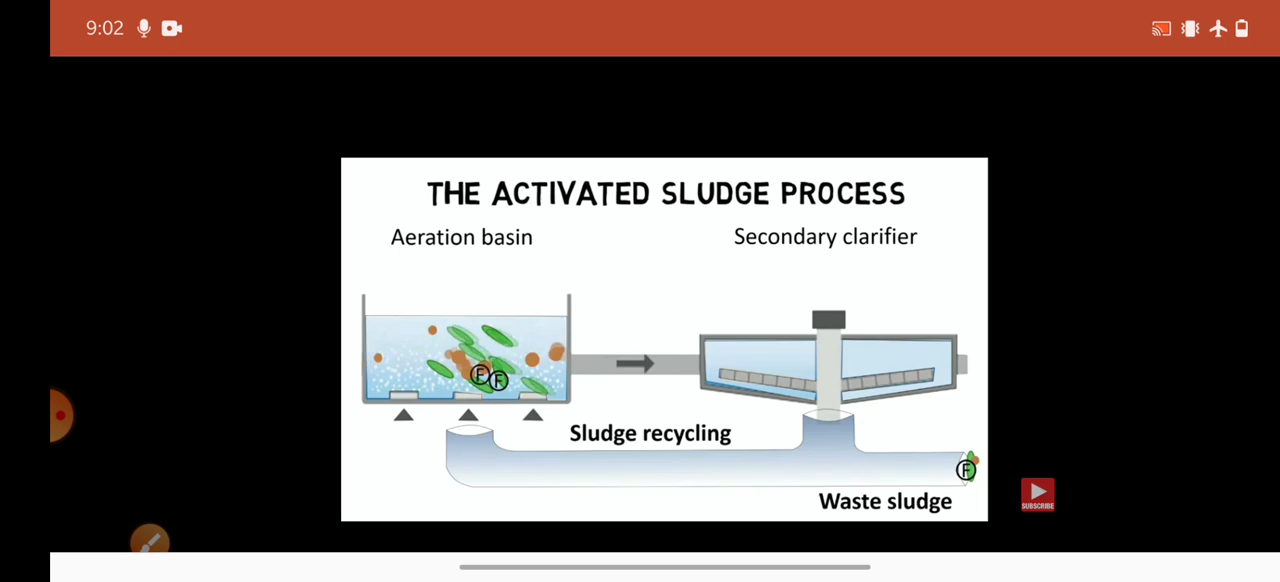 9:02
THE ACTIVATED SLUDGE PROCESS
Aeration basin
Secondary clarifier
F F
Sludge recycling
F
Waste sludge
SUBSCRIBE